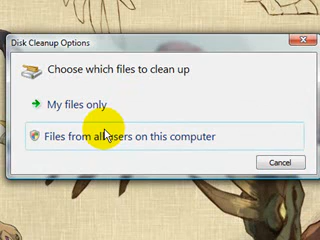 Disk Cleanup Options
Choose which files to clean up
My files only
Files from all users on this computer
Cancel